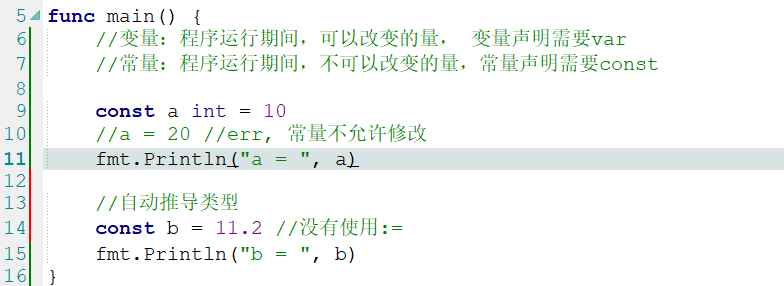 5 func main() {
6 //变量：程序运行期间，可以改变的量， 变量声明需要var
7 //常量：程序运行期间，不可以改变的量，常量声明需要const
8
9 const a int = 10
10 //a = 20 //err, 常量不允许修改
11 fmt.Println("a = ", a)
12
13 //自动推导类型
14 const b = 11.2 //没有使用:=
15 fmt.Println("b = ", b)
16 }